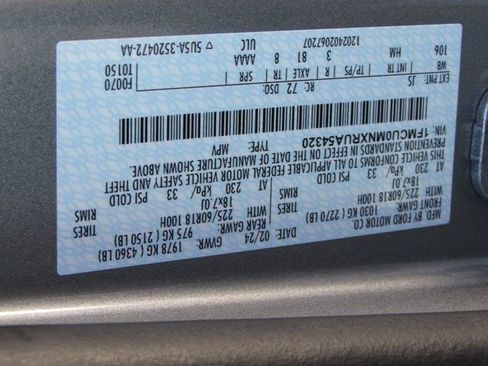 MFD. BY FORD MOTOR CO.
DATE: 02/24 GVWR: 1978 KG ( 4360 LB)
FRONT GAWR: 1030 KG ( 2270 LB) REAR GAWR: 975 KG ( 2150 LB)
WITH 225/60R18 100H TIRES WITH 225/60R18 100H TIRES
18x7.0J RIMS 18x7.0J RIMS
AT 230 kPa/ 33 PSI COLD AT 230 kPa/ 33 PSI COLD
THIS VEHICLE CONFORMS TO ALL APPLICABLE FEDERAL MOTOR VEHICLE SAFETY AND THEFT
PREVENTION STANDARDS IN EFFECT ON THE DATE OF MANUFACTURE SHOWN ABOVE.
VIN: 1FMCU0MNXRUA54320 TYPE: MPV
EXT PNT: JS RC: 72 DSO: F0070
T0150
WB INT TR TP/PS R AXLE TR SPR
106 HM 3 81 8 AAAA
ULC
1202402067207 5U5A-3520472-AA